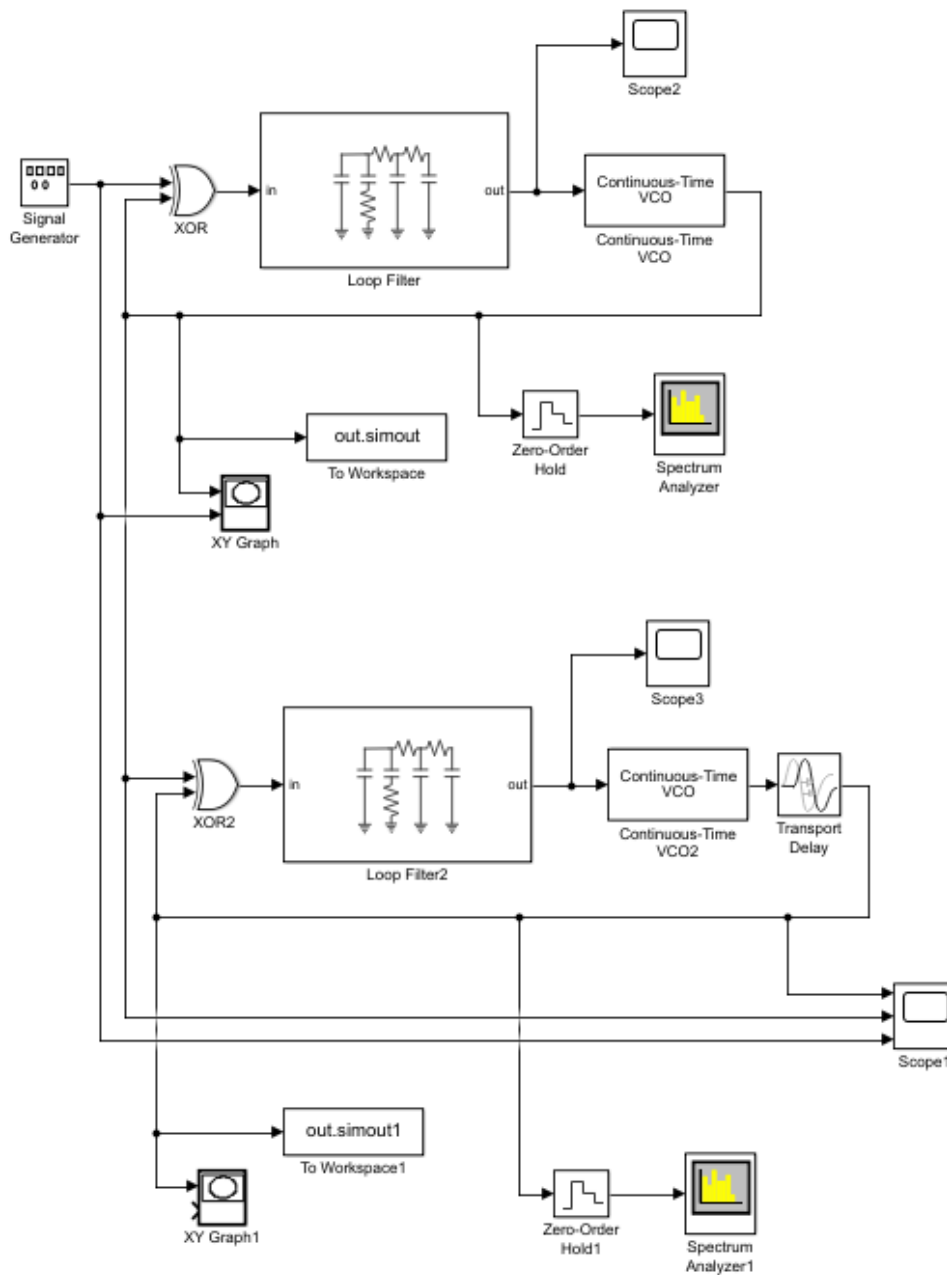 Scope2
Signal
Generator
XOR
in
out
Loop Filter
Continuous-Time
VCO
Continuous-Time
VCO
out.simout
To Workspace
Zero-Order
Hold
Spectrum
Analyzer
XY Graph
Scope3
XOR2
in
out
Loop Filter2
Continuous-Time
VCO
Continuous-Time
VCO2
Transport
Delay
Scope1
out.simout1
To Workspace1
XY Graph1
Zero-Order
Hold1
Spectrum
Analyzer1